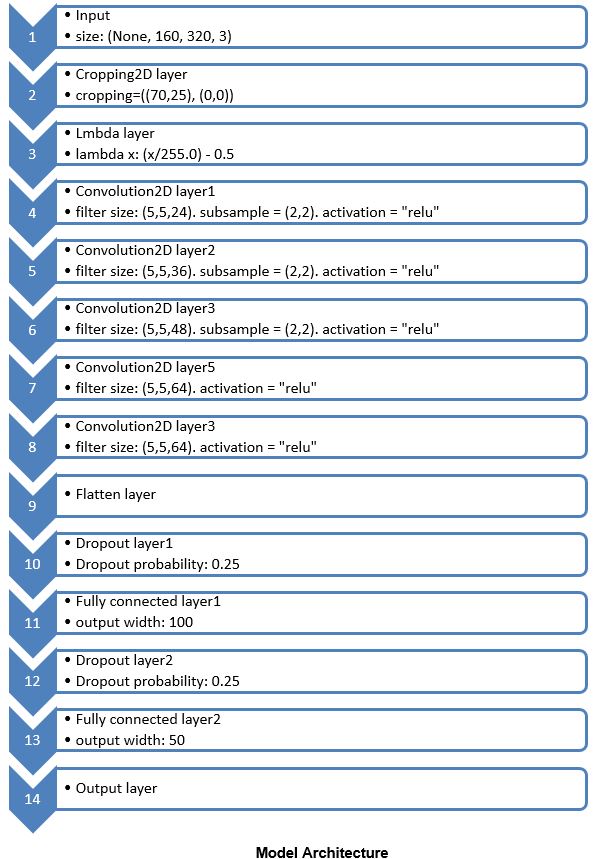 1
• Input
• size: (None, 160, 320, 3)
2
• Cropping2D layer
• cropping=((70,25), (0,0))
3
• Lmbda layer
• lambda x: (x/255.0) - 0.5
4
• Convolution2D layer1
• filter size: (5,5,24). subsample = (2,2). activation = "relu"
5
• Convolution2D layer2
• filter size: (5,5,36). subsample = (2,2). activation = "relu"
6
• Convolution2D layer3
• filter size: (5,5,48). subsample = (2,2). activation = "relu"
7
• Convolution2D layer5
• filter size: (5,5,64). activation = "relu"
8
• Convolution2D layer3
• filter size: (5,5,64). activation = "relu"
9
• Flatten layer
10
• Dropout layer1
• Dropout probability: 0.25
11
• Fully connected layer1
• output width: 100
12
• Dropout layer2
• Dropout probability: 0.25
13
• Fully connected layer2
• output width: 50
14
• Output layer
Model Architecture